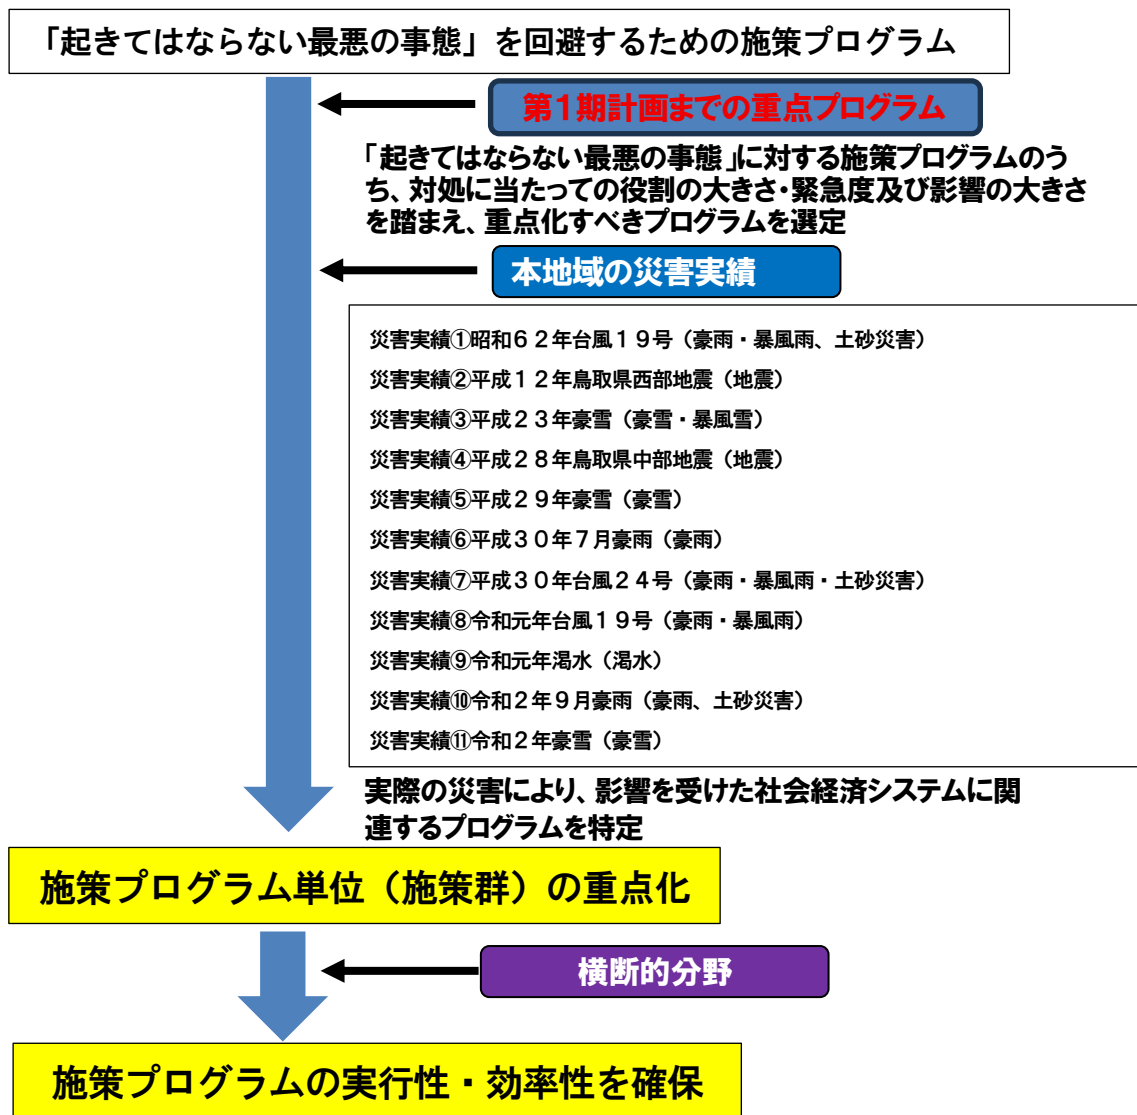 「起きてはならない最悪の事態」を回避するための施策プログラム
第1期計画までの重点プログラム
「起きてはならない最悪の事態」に対する施策プログラムのう
ち、対処に当たっての役割の大きさ・緊急度及び影響の大きさ
を踏まえ、重点化すべきプログラムを選定
本地域の災害実績
災害実績①昭和６２年台風１９号（豪雨・暴風雨、土砂災害）
災害実績②平成１２年鳥取県西部地震（地震）
災害実績③平成２３年豪雪（豪雪・暴風雪）
災害実績④平成２８年鳥取県中部地震（地震）
災害実績⑤平成２９年豪雪（豪雪）
災害実績⑥平成３０年７月豪雨（豪雨）
災害実績⑦平成３０年台風２４号（豪雨・暴風雨・土砂災害）
災害実績⑧令和元年台風１９号（豪雨・暴風雨）
災害実績⑨令和元年渇水（渇水）
災害実績⑩令和２年９月豪雨（豪雨、土砂災害）
災害実績⑪令和２年豪雪（豪雪）
実際の災害により、影響を受けた社会経済システムに関
連するプログラムを特定
施策プログラム単位（施策群）の重点化
横断的分野
施策プログラムの実行性・効率性を確保